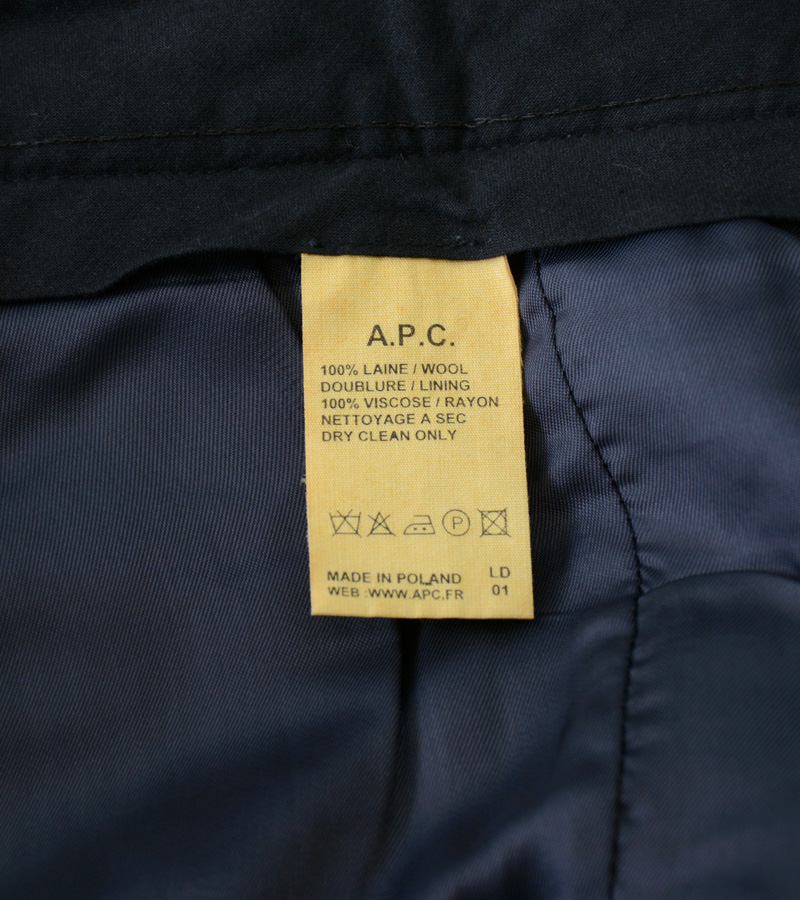 A.P.C.
100% LAINE / WOOL
DOUBLURE / LINING
100% VISCOSE / RAYON
NETTOYAGE A SEC
DRY CLEAN ONLY
P
MADE IN POLAND LD
WEB :WWW.APC.FR 01